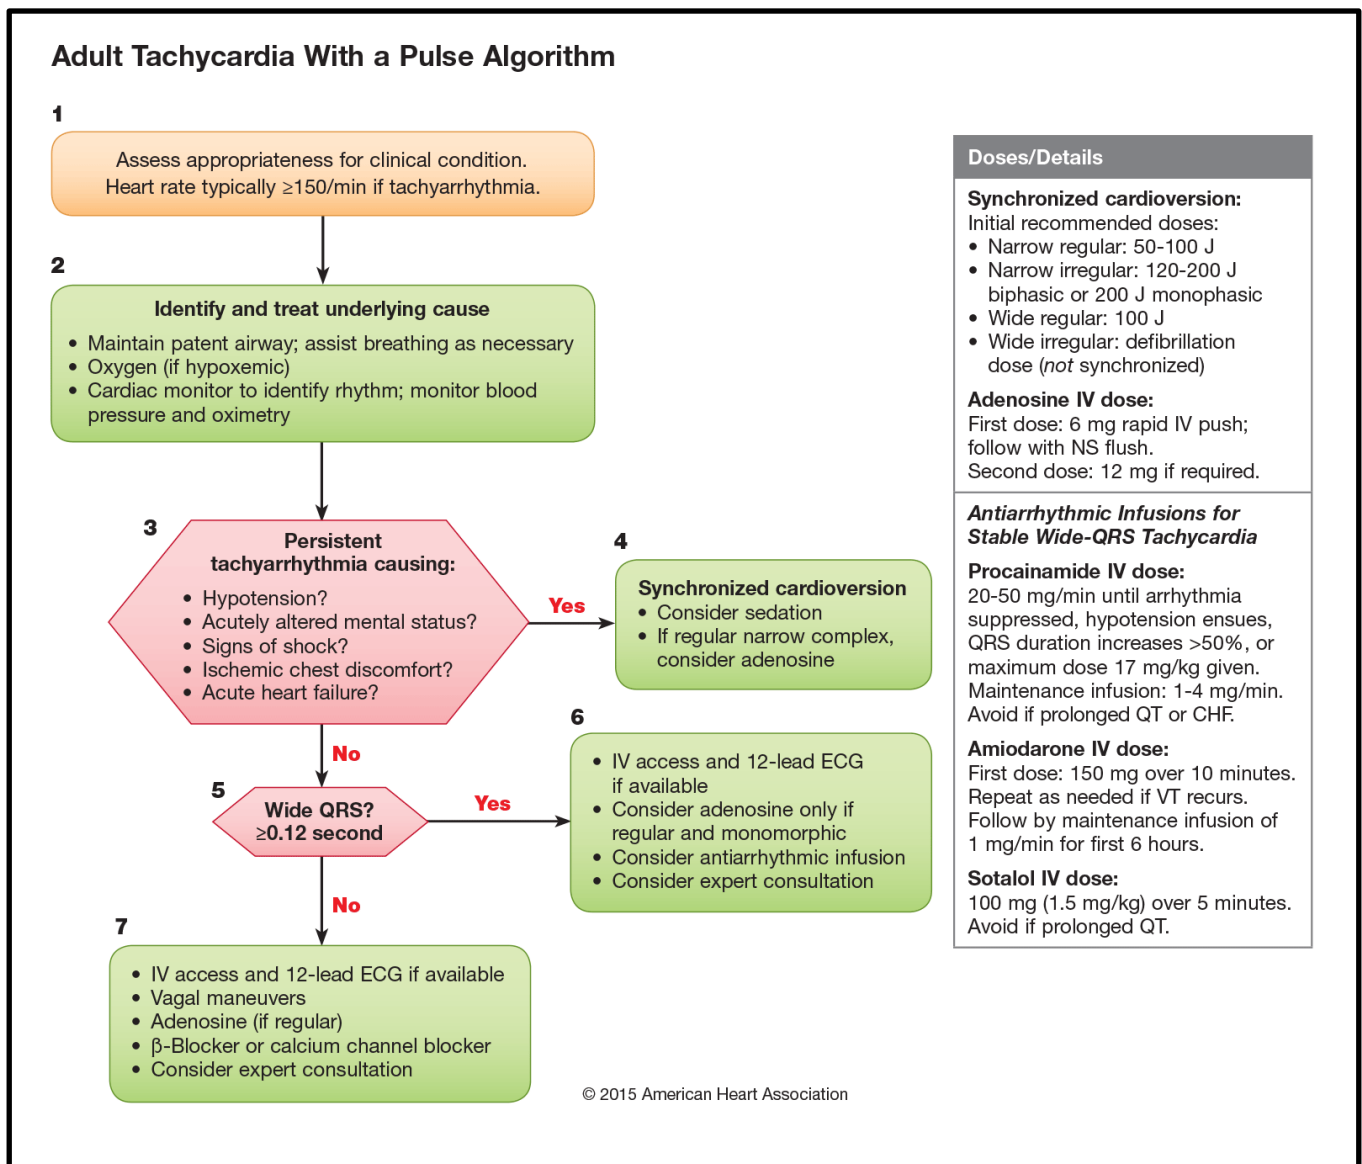 Adult Tachycardia With a Pulse Algorithm
1
Assess appropriateness for clinical condition.
Heart rate typically ≥150/min if tachyarrhythmia.
2
Identify and treat underlying cause
• Maintain patent airway; assist breathing as necessary
• Oxygen (if hypoxemic)
• Cardiac monitor to identify rhythm; monitor blood
pressure and oximetry
3
Persistent
tachyarrhythmia causing:
• Hypotension?
• Acutely altered mental status?
• Signs of shock?
• Ischemic chest discomfort?
• Acute heart failure?
Yes
4
Synchronized cardioversion
• Consider sedation
• If regular narrow complex,
consider adenosine
No
5
Wide QRS?
≥0.12 second
Yes
6
• IV access and 12-lead ECG
if available
• Consider adenosine only if
regular and monomorphic
• Consider antiarrhythmic infusion
• Consider expert consultation
No
7
• IV access and 12-lead ECG if available
• Vagal maneuvers
• Adenosine (if regular)
• β-Blocker or calcium channel blocker
• Consider expert consultation
Doses/Details
Synchronized cardioversion:
Initial recommended doses:
• Narrow regular: 50-100 J
• Narrow irregular: 120-200 J
biphasic or 200 J monophasic
• Wide regular: 100 J
• Wide irregular: defibrillation
dose (not synchronized)
Adenosine IV dose:
First dose: 6 mg rapid IV push;
follow with NS flush.
Second dose: 12 mg if required.
Antiarrhythmic Infusions for
Stable Wide-QRS Tachycardia
Procainamide IV dose:
20-50 mg/min until arrhythmia
suppressed, hypotension ensues,
QRS duration increases >50%, or
maximum dose 17 mg/kg given.
Maintenance infusion: 1-4 mg/min.
Avoid if prolonged QT or CHF.
Amiodarone IV dose:
First dose: 150 mg over 10 minutes.
Repeat as needed if VT recurs.
Follow by maintenance infusion of
1 mg/min for first 6 hours.
Sotalol IV dose:
100 mg (1.5 mg/kg) over 5 minutes.
Avoid if prolonged QT.
© 2015 American Heart Association